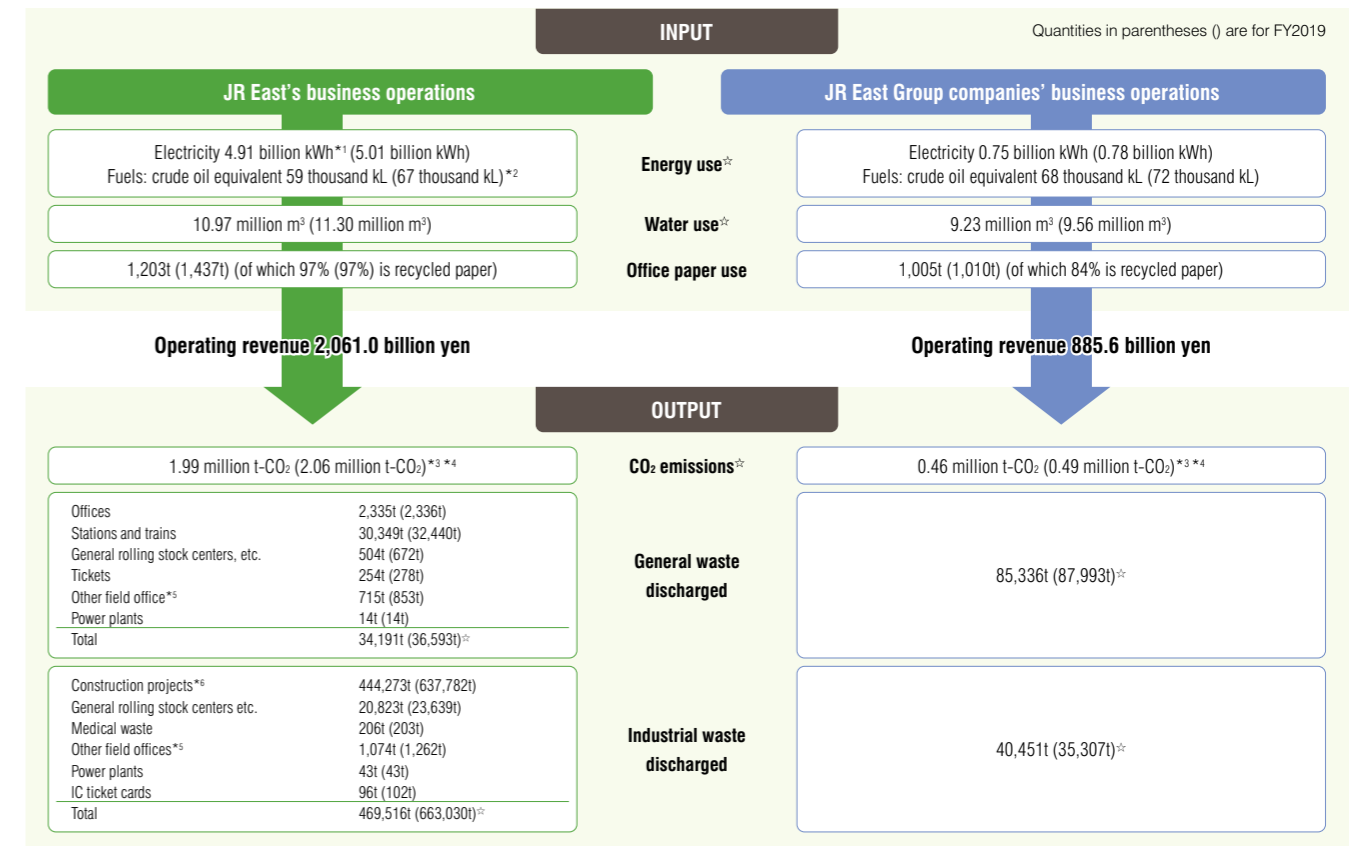 INPUT
Quantities in parentheses () are for FY2019
JR East's business operations
JR East Group companies' business operations
Electricity 4.91 billion kWh*1 (5.01 billion kWh)
Fuels: crude oil equivalent 59 thousand kL (67 thousand kL)*2
Energy use☆
Electricity 0.75 billion kWh (0.78 billion kWh)
Fuels: crude oil equivalent 68 thousand kL (72 thousand kL)
10.97 million m³ (11.30 million m³)
Water use☆
9.23 million m³ (9.56 million m³)
1,203t (1,437t) (of which 97% (97%) is recycled paper)
Office paper use
1,005t (1,010t) (of which 84% is recycled paper)
Operating revenue 2,061.0 billion yen
Operating revenue 885.6 billion yen
OUTPUT
1.99 million t-CO₂ (2.06 million t-CO₂)*3 *4
CO₂ emissions☆
0.46 million t-CO₂ (0.49 million t-CO₂)*3 *4
Offices 2,335t (2,336t)
Stations and trains 30,349t (32,440t)
General rolling stock centers, etc. 504t (672t)
Tickets 254t (278t)
Other field office*5 715t (853t)
Power plants 14t (14t)
Total 34,191t (36,593t)☆
General waste
discharged
85,336t (87,993t)☆
Construction projects*6 444,273t (637,782t)
General rolling stock centers etc. 20,823t (23,639t)
Medical waste 206t (203t)
Other field offices*5 1,074t (1,262t)
Power plants 43t (43t)
IC ticket cards 96t (102t)
Total 469,516t (663,030t)☆
Industrial waste
discharged
40,451t (35,307t)☆